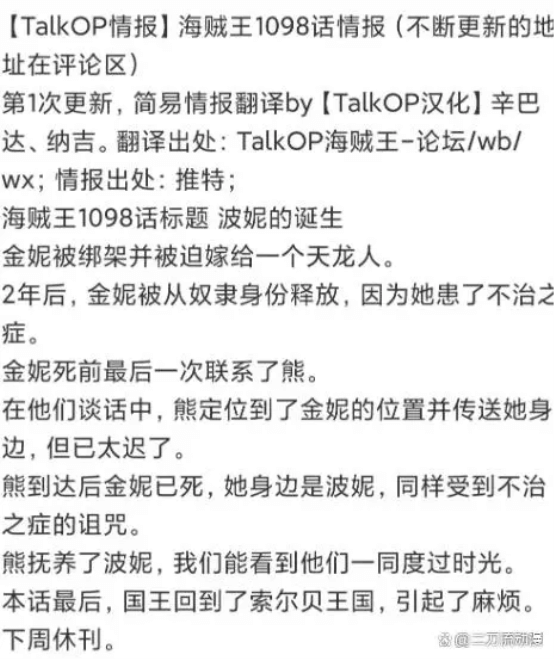 【TalkOP情报】海贼王1098话情报（不断更新的地
址在评论区）
第1次更新，简易情报翻译by【TalkOP汉化】辛巴
达、纳吉。翻译出处：TalkOP海贼王-论坛/wb/
wx；情报出处：推特；
海贼王1098话标题 波妮的诞生
金妮被绑架并被迫嫁给一个天龙人。
2年后，金妮被从奴隶身份释放，因为她患了不治之
症。
金妮死前最后一次联系了熊。
在他们谈话中，熊定位到了金妮的位置并传送她身
边，但已太迟了。
熊到达后金妮已死，她身边是波妮，同样受到不治
之症的诅咒。
熊抚养了波妮，我们能看到他们一同度过时光。
本话最后，国王回到了索尔贝王国，引起了麻烦。
下周休刊。
@三刀流动漫